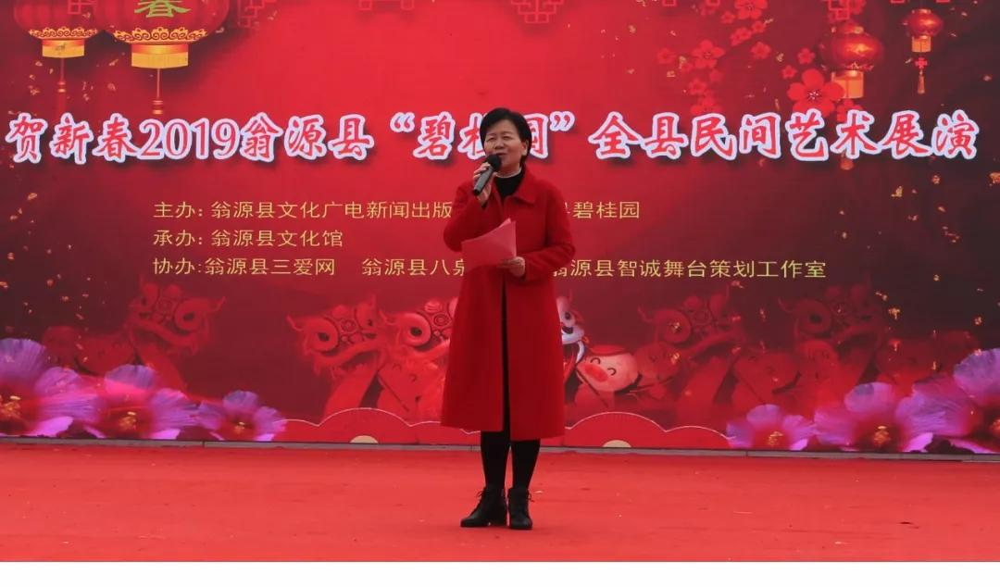 春
贺新春2019翁源县“碧桂园”全县民间艺术展演
主办: 翁源县文化广电新闻出版 碧桂园
承办: 翁源县文化馆
协办:翁源县三爱网 翁源县八泉 翁源县智诚舞台策划工作室